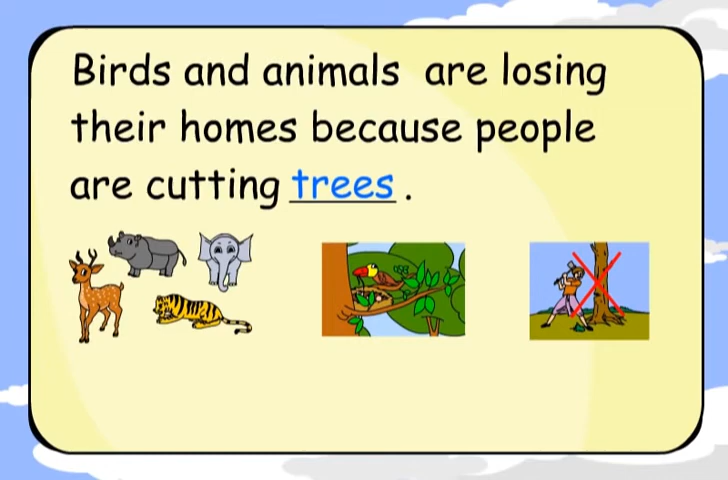 Birds and animals are losing
their homes because people
are cutting trees.